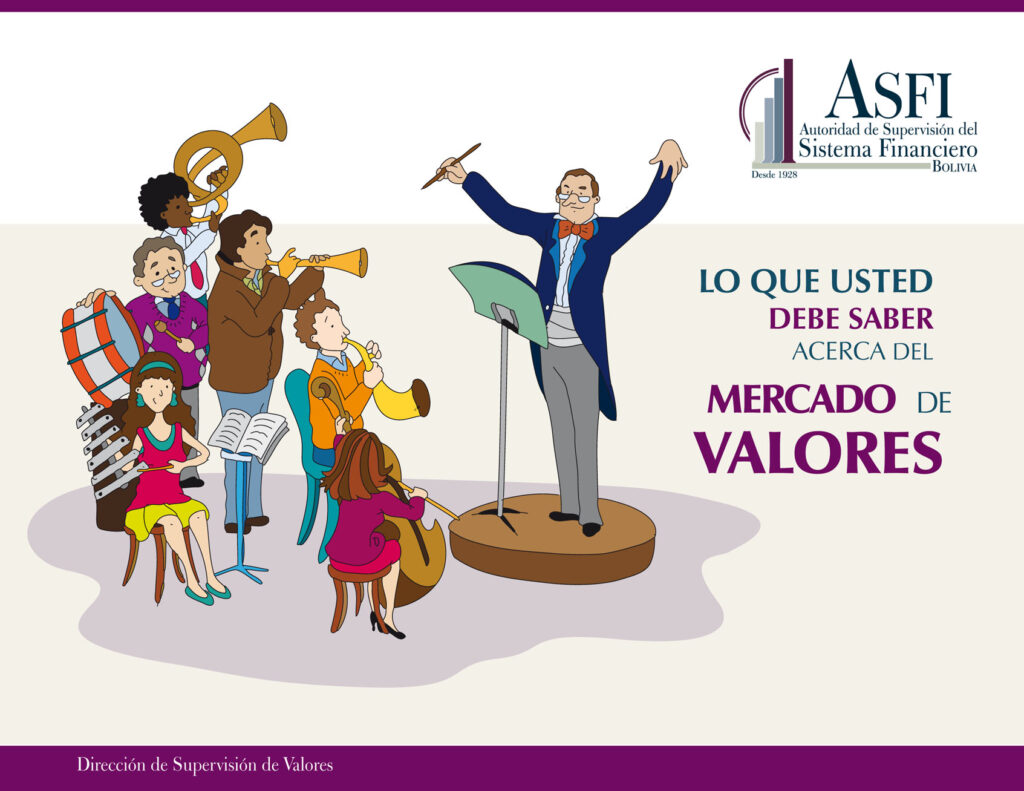 ASFI
Autoridad de Supervisión del
Sistema Financiero
BOLIVIA
Desde 1928
LO QUE USTED
DEBE SABER
ACERCA DEL
MERCADO DE
VALORES
Dirección de Supervisión de Valores